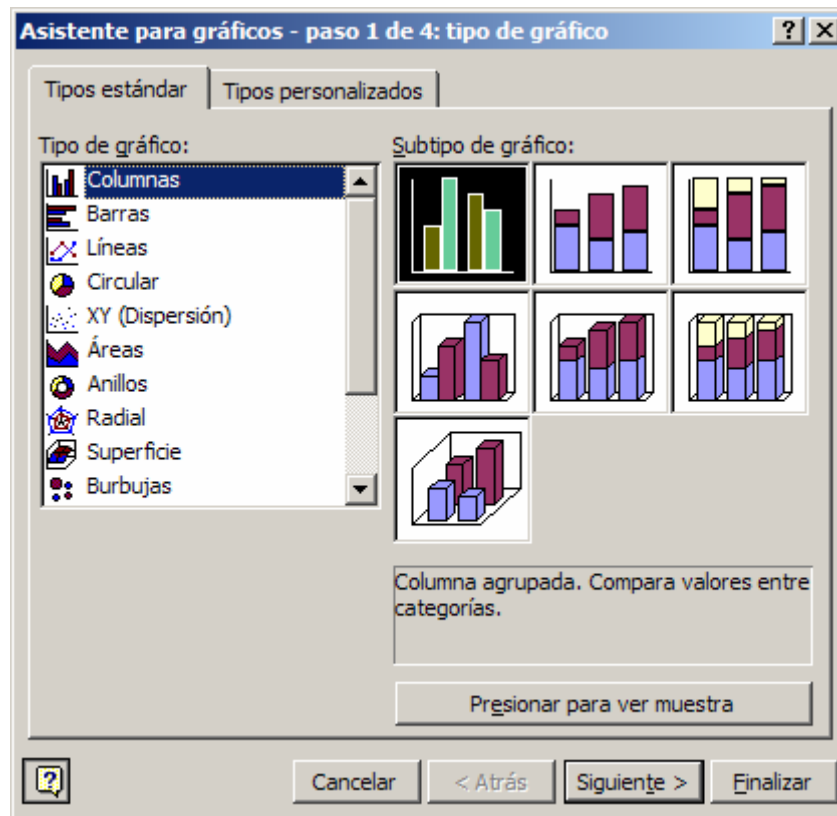 Asistente para gráficos - paso 1 de 4: tipo de gráfico
Tipos estándar
Tipos personalizados
Tipo de gráfico:
Columnas
Barras
Líneas
Circular
XY (Dispersión)
Áreas
Anillos
Radial
Superficie
Burbujas
Subtipo de gráfico:
Columna agrupada. Compara valores entre
categorías.
Presionar para ver muestra
Cancelar
< Atrás
Siguiente >
Finalizar